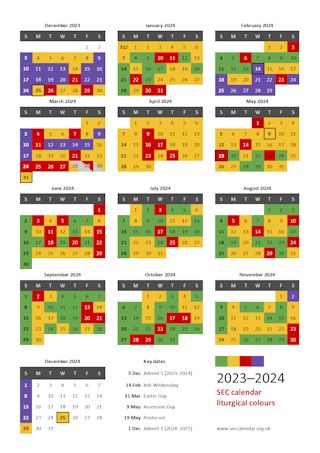 December 2023
S M T W T F S
1 2
3 4 5 6 7 8 9
10 11 12 13 14 15 16
17 18 19 20 21 22 23
24 25 26 27 28 29 30
January 2024
S M T W T F S
31/ 1 2 3 4 5 6
7 8 9 10 11 12 13
14 15 16 17 18 19 20
21 22 23 24 25 26 27
28 29 30 31
February 2024
S M T W T F S
1 2 3
4 5 6 7 8 9 10
11 12 13 14 15 16 17
18 19 20 21 22 23 24
25 26 27 28 29
March 2024
S M T W T F S
1 2
3 4 5 6 7 8 9
10 11 12 13 14 15 16
17 18 19 20 21 22 23
24 25 26 27 28 29 30
31
April 2024
S M T W T F S
1 2 3 4 5 6
7 8 9 10 11 12 13
14 15 16 17 18 19 20
21 22 23 24 25 26 27
28 29 30
May 2024
S M T W T F S
1 2 3 4
5 6 7 8 9 10 11
12 13 14 15 16 17 18
19 20 21 22 23 24 25
26 27 28 29 30 31
June 2024
S M T W T F S
1
2 3 4 5 6 7 8
9 10 11 12 13 14 15
16 17 18 19 20 21 22
23 24 25 26 27 28 29
30
July 2024
S M T W T F S
1 2 3 4 5 6
7 8 9 10 11 12 13
14 15 16 17 18 19 20
21 22 23 24 25 26 27
28 29 30 31
August 2024
S M T W T F S
1 2 3
4 5 6 7 8 9 10
11 12 13 14 15 16 17
18 19 20 21 22 23 24
25 26 27 28 29 30 31
September 2024
S M T W T F S
1 2 3 4 5 6 7
8 9 10 11 12 13 14
15 16 17 18 19 20 21
22 23 24 25 26 27 28
29 30
October 2024
S M T W T F S
1 2 3 4 5
6 7 8 9 10 11 12
13 14 15 16 17 18 19
20 21 22 23 24 25 26
27 28 29 30 31
November 2024
S M T W T F S
1 2
3 4 5 6 7 8 9
10 11 12 13 14 15 16
17 18 19 20 21 22 23
24 25 26 27 28 29 30
December 2024
S M T W T F S
1 2 3 4 5 6 7
8 9 10 11 12 13 14
15 16 17 18 19 20 21
22 23 24 25 26 27 28
29 30 31
Key dates
3 Dec Advent 1 (2023-2024)
14 Feb Ash Wednesday
31 Mar Easter Day
9 May Ascension Day
19 May Pentecost
1 Dec Advent 1 (2024-2025)
2023–2024
SEC calendar
liturgical colours
www.seccalendar.org.uk